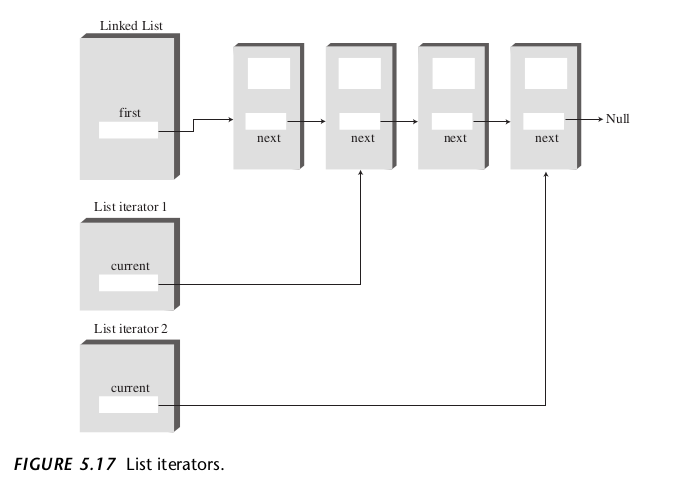 Linked List
first
next
next
next
next
Null
List iterator 1
current
List iterator 2
current
FIGURE 5.17 List iterators.